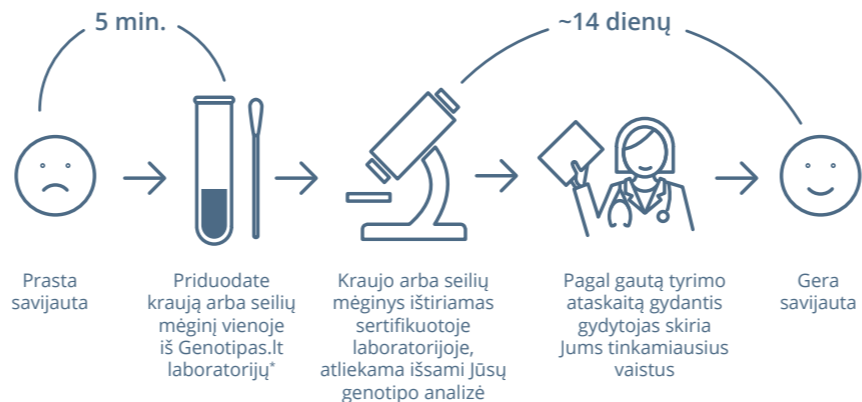 5 min.
~14 dienų
Prasta
savijauta
Priduodate
kraują arba seilių
mėginį vienoje
iš Genotipas.lt
laboratorijų*
Kraujo arba seilių
mėginys ištiriamas
sertifikuotoje
laboratorijoje,
atliekama išsami Jūsų
genotipo analizė
Pagal gautą tyrimo
ataskaitą gydantis
gydytojas skiria
Jums tinkamiausius
vaistus
Gera
savijauta